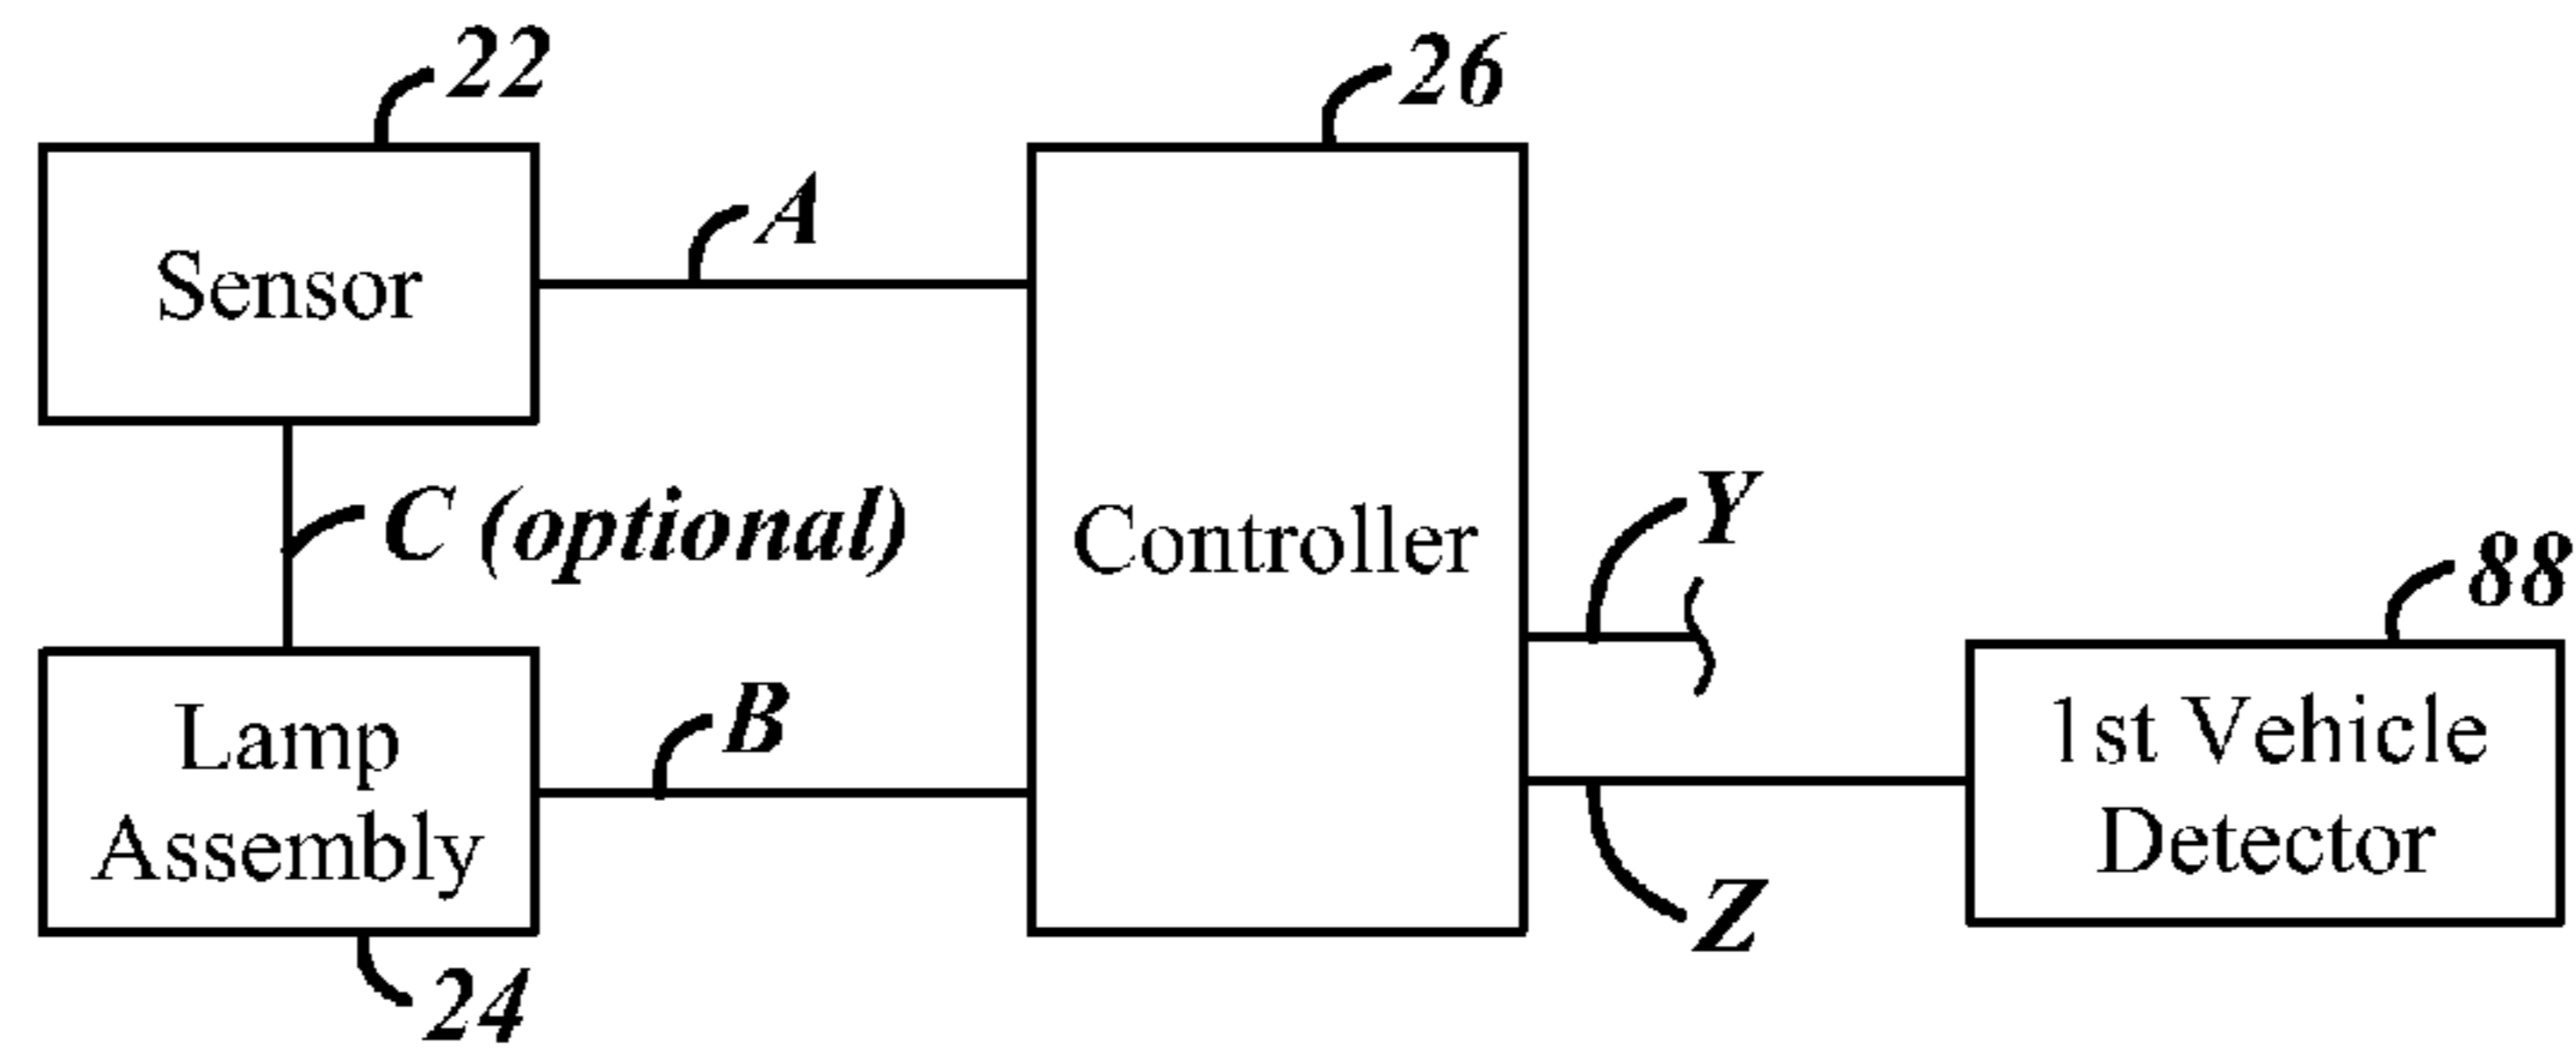 22
26
A
Sensor
C (optional)
Controller
Y
88
Lamp
Assembly
B
1st Vehicle
Detector
Z
24